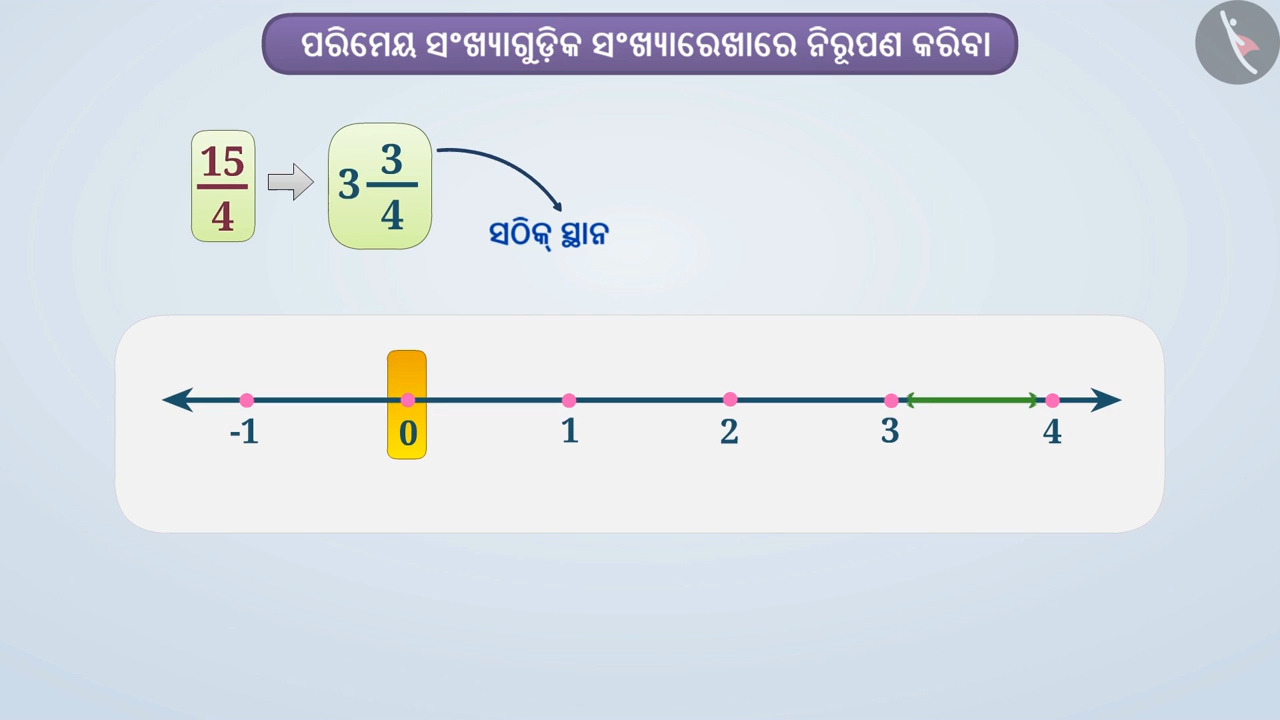 ପରିମେୟ ସଂଖ୍ୟାଗୁଡ଼ିକ ସଂଖ୍ୟାରେଖାରେ ନିରୂପଣ କରିବା
15/4 3 3/4
ସଠିକ୍ ସ୍ଥାନ
-1 0 1 2 3 4